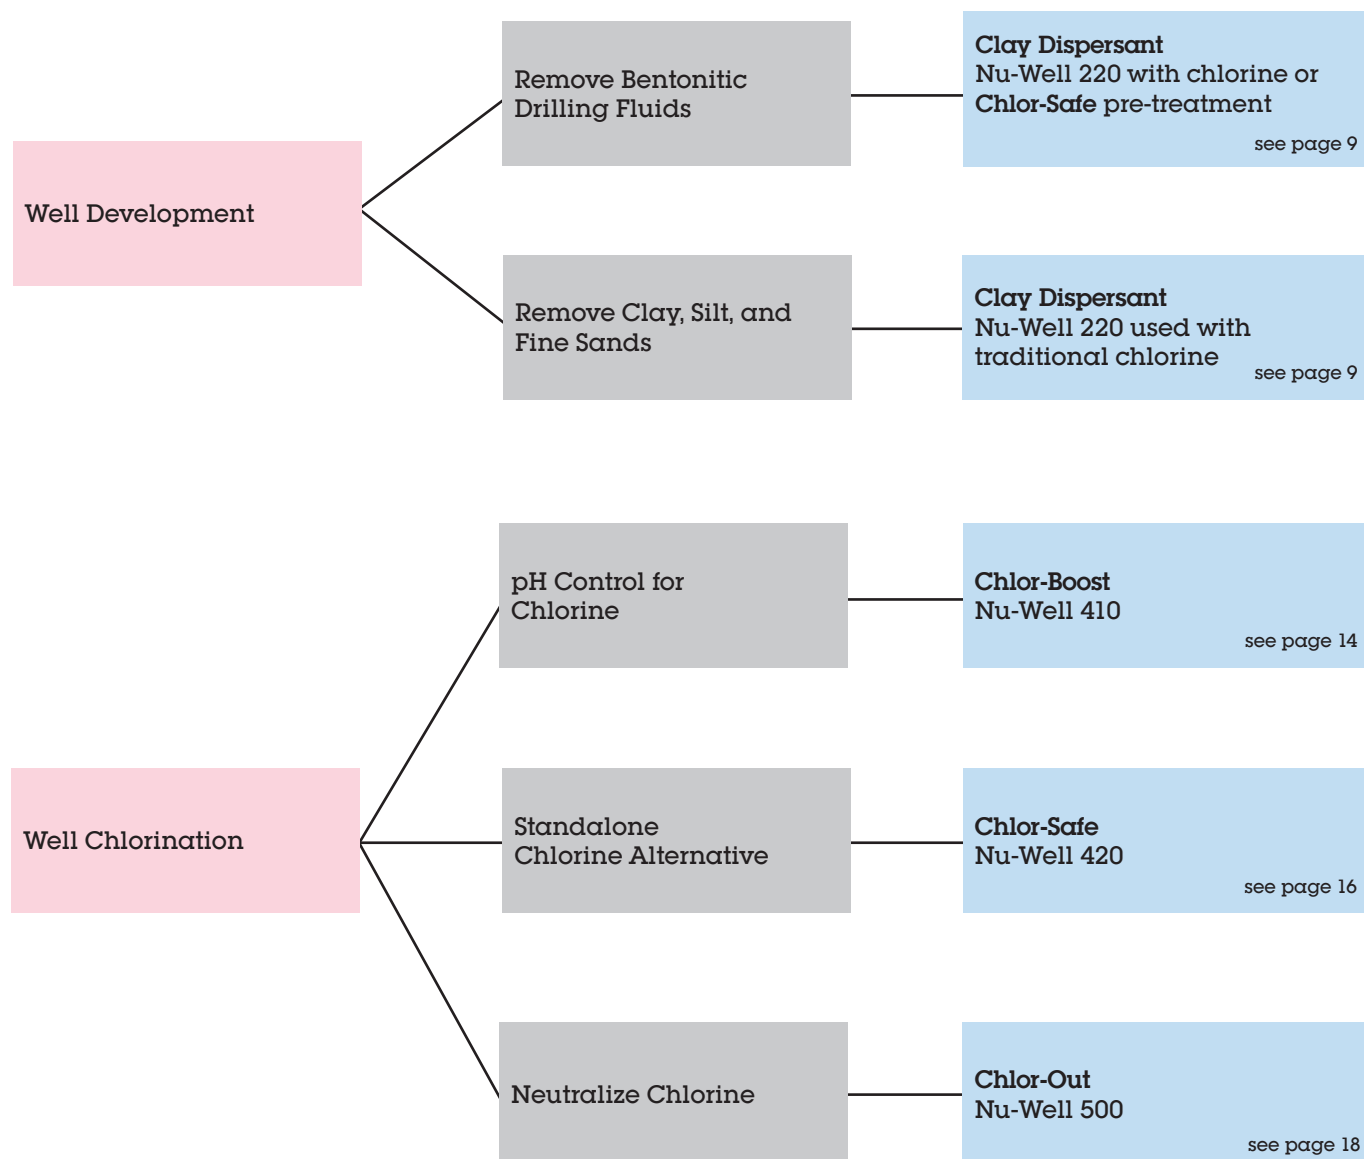 Well Development
Remove Bentonitic
Drilling Fluids
Clay Dispersant
Nu-Well 220 with chlorine or
Chlor-Safe pre-treatment
see page 9
Remove Clay, Silt, and
Fine Sands
Clay Dispersant
Nu-Well 220 used with
traditional chlorine
see page 9
Well Chlorination
pH Control for
Chlorine
Chlor-Boost
Nu-Well 410
see page 14
Standalone
Chlorine Alternative
Chlor-Safe
Nu-Well 420
see page 16
Neutralize Chlorine
Chlor-Out
Nu-Well 500
see page 18